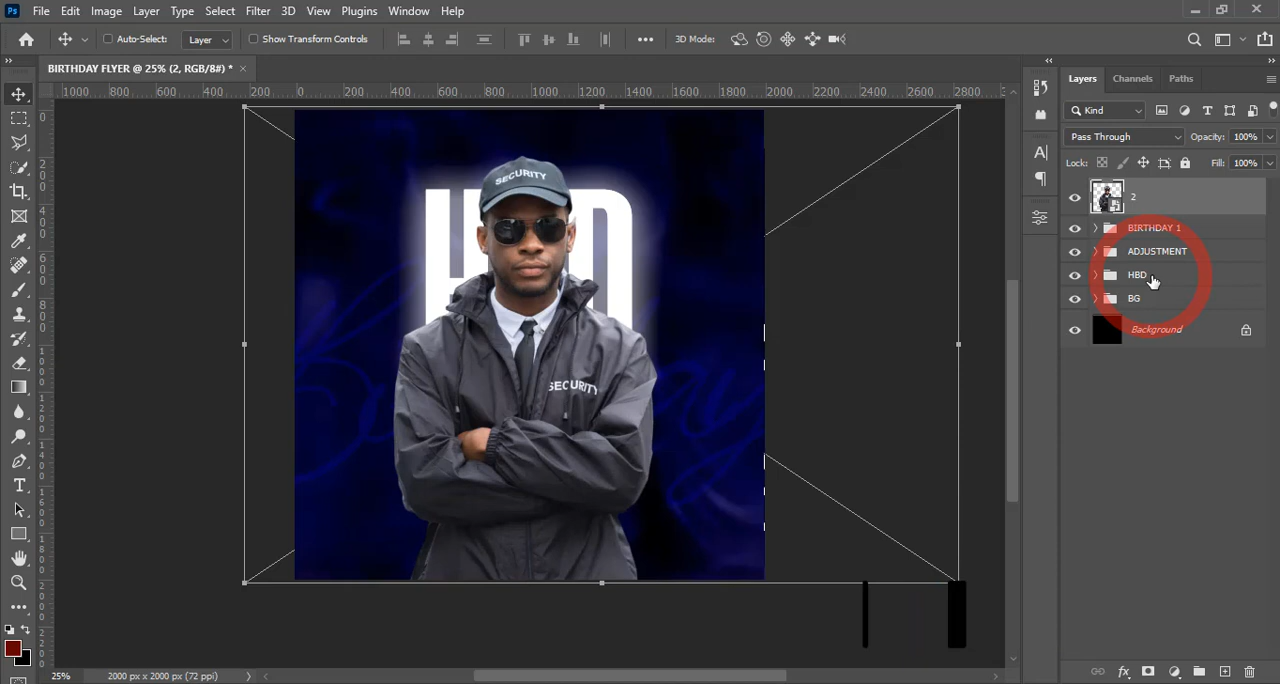 Ps File Edit Image Layer Type Select Filter 3D View Plugins Window Help
Auto-Select: Layer Show Transform Controls 3D Mode:
BIRTHDAY FLYER @ 25% (2, RGB/8#) *
1000 800 600 400 200 0 200 400 600 800 1000 1200 1400 1600 1800 2000 2200 2400 2600 2800
Layers Channels Paths
Kind
Pass Through Opacity: 100%
Lock: Fill: 100%
2
BIRTHDAY 1
ADJUSTMENT
HBD
BG
Background
SECURITY
HBD
SECURITY
25% 2000 px x 2000 px (72 ppi)